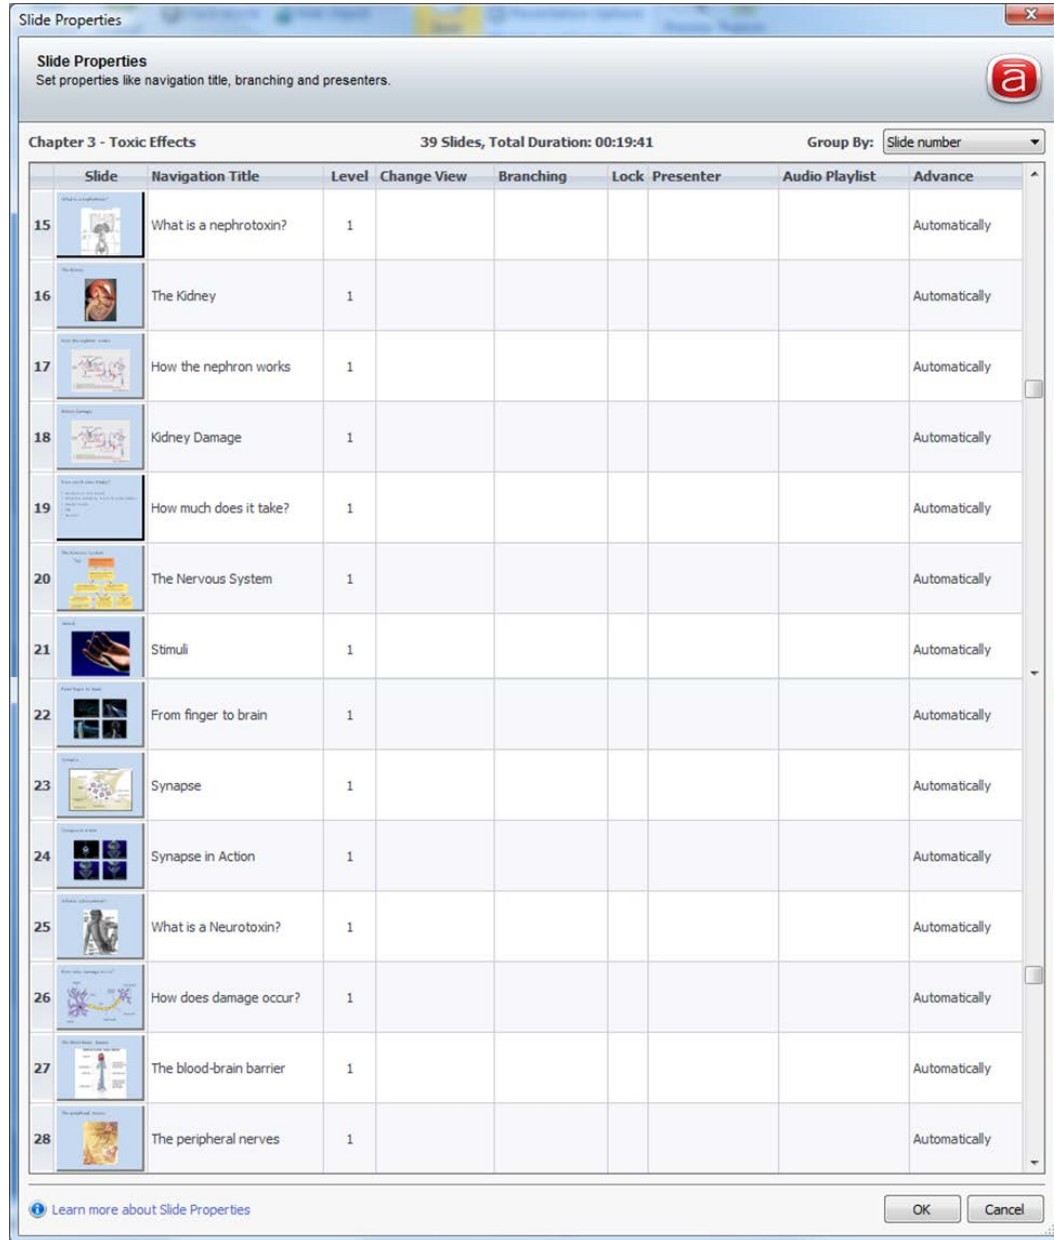 Slide Properties
Slide Properties
Set properties like navigation title, branching and presenters.
Chapter 3 - Toxic Effects 39 Slides, Total Duration: 00:19:41 Group By: Slide number
Slide Navigation Title Level Change View Branching Lock Presenter Audio Playlist Advance
15 What is a nephrotoxin? 1 Automatically
16 The Kidney 1 Automatically
17 How the nephron works 1 Automatically
18 Kidney Damage 1 Automatically
19 How much does it take? 1 Automatically
20 The Nervous System 1 Automatically
21 Stimuli 1 Automatically
22 From finger to brain 1 Automatically
23 Synapse 1 Automatically
24 Synapse in Action 1 Automatically
25 What is a Neurotoxin? 1 Automatically
26 How does damage occur? 1 Automatically
27 The blood-brain barrier 1 Automatically
28 The peripheral nerves 1 Automatically
Learn more about Slide Properties OK Cancel